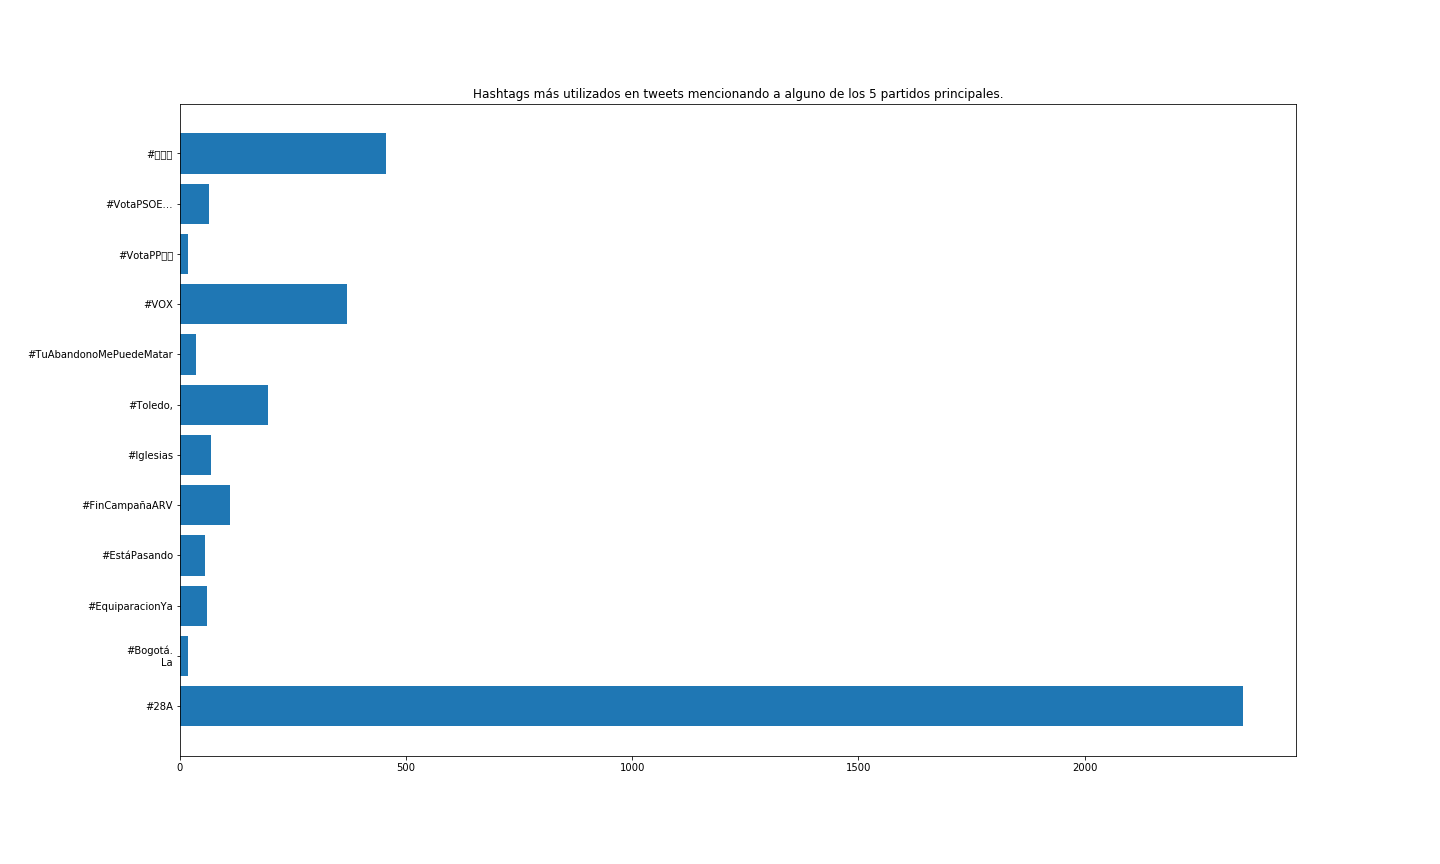 Hashtags más utilizados en tweets mencionando a alguno de los 5 partidos principales.
#
#VotaPSOE...
#VotaPP
#VOX
#TuAbandonoMePuedeMatar
#Toledo,
#Iglesias
#FinCampañaARV
#EstáPasando
#EquiparacionYa
#Bogotá.
La
#28A
0 500 1000 1500 2000